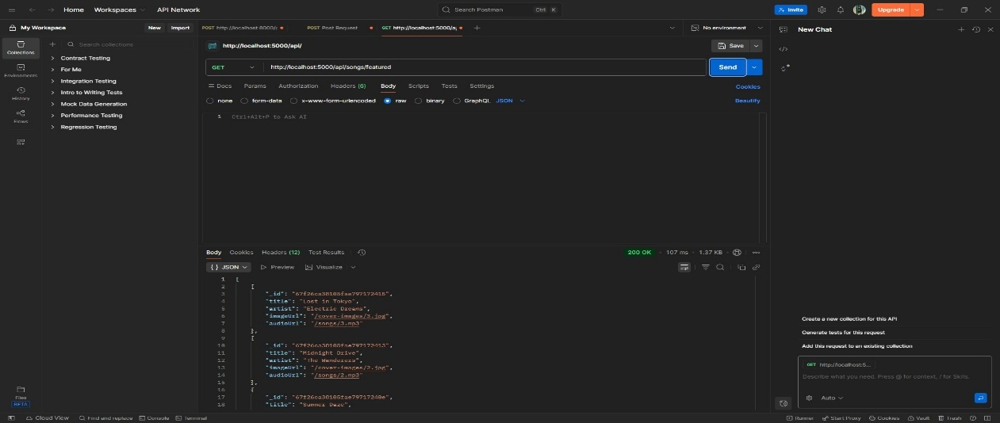 Home Workspaces API Network Search Postman Ctrl K Invite Upgrade
My Workspace New Import POST http://localhost:8000/ POST Post Request GET http://localhost:5000/a No environment New Chat
Collections
Environments
History
Flows
Files
BETA
Search collections
Contract Testing
For Me
Integration Testing
Intro to Writing Tests
Mock Data Generation
Performance Testing
Regression Testing
http://localhost:5000/api/ Save
GET http://localhost:5000/api/songs/featured Send
Docs Params Authorization Headers (6) Body Scripts Tests Settings Cookies
none form-data x-www-form-urlencoded raw binary GraphQL JSON Beautify
1 Ctrl+Alt+P to Ask AI
Body Cookies Headers (12) Test Results 200 OK 107 ms 1.37 KB
{ } JSON Preview Visualize
1 [
2 {
3 "_id":
4 "title": "Lost in Tokyo",
5 "artist": "Electric Dreams",
6 "imageUrl": "/cover-images/3.jpg",
7 "audioUrl": "/songs/3.mp3"
8 },
9 {
10 "_id":
11 "title": "Midnight Drive",
12 "artist": "The Wanderers",
13 "imageUrl": "/cover-images/2.jpg",
14 "audioUrl": "/songs/2.mp3"
15 },
16 {
17 "_id":
18 "title": "Summer Daze",
Create a new collection for this API
Generate tests for this request
Add this request to an existing collection
GET http://localhost:5...
Describe what you need. Press @ for context, / for Skills.
Auto
Cloud View Find and replace Console Terminal Runner Start Proxy Cookies Vault Trash